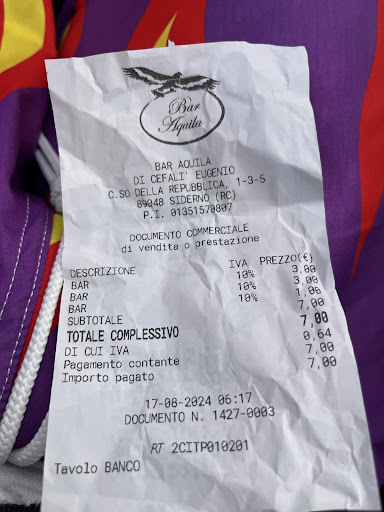 Bar
Aquila
BAR AQUILA
DI CEFALI' EUGENIO
C.SO DELLA REPUBBLICA, 1-3-5
89048 SIDERNO (RC)
P.I. 01351570807
DOCUMENTO COMMERCIALE
di vendita o prestazione
DESCRIZIONE IVA PREZZO(€)
BAR 10% 3,00
BAR 10% 3,00
BAR 10% 1,00
SUBTOTALE 7,00
TOTALE COMPLESSIVO 7,00
DI CUI IVA 0,64
Pagamento contante 7,00
Importo pagato 7,00
17-08-2024 06:17
DOCUMENTO N. 1427-0003
RT 2CITP010201
Tavolo BANCO